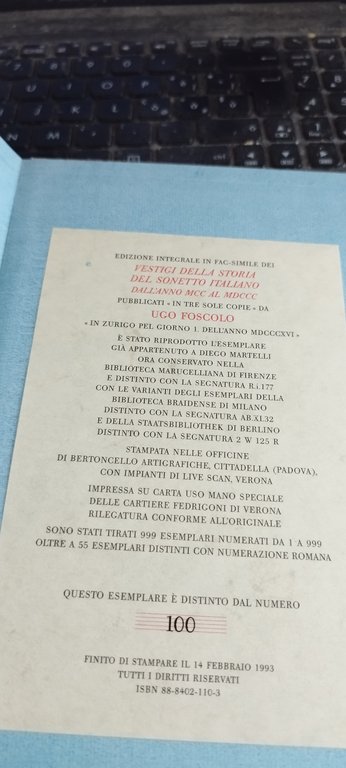 EDIZIONE INTEGRALE IN FAC-SIMILE DEI
VESTIGI DELLA STORIA
DEL SONETTO ITALIANO
DALL'ANNO MCC AL MDCCC
PUBBLICATI « IN TRE SOLE COPIE » DA
UGO FOSCOLO
« IN ZURIGO PEL GIORNO I. DELL'ANNO MDCCCXVI »
È STATO RIPRODOTTO L'ESEMPLARE
GIÀ APPARTENUTO A DIEGO MARTELLI
ORA CONSERVATO NELLA
BIBLIOTECA MARUCELLIANA DI FIRENZE
E DISTINTO CON LA SEGNATURA R.i.177
CON LE VARIANTI DEGLI ESEMPLARI DELLA
BIBLIOTECA BRAIDENSE DI MILANO
DISTINTO CON LA SEGNATURA AB.XI.32
E DELLA STAATSBIBLIOTHEK DI BERLINO
DISTINTO CON LA SEGNATURA 2 W 125 R
STAMPATA NELLE OFFICINE
DI BERTONCELLO ARTIGRAFICHE, CITTADELLA (PADOVA),
CON IMPIANTI DI LIVE SCAN, VERONA
IMPRESSA SU CARTA USO MANO SPECIALE
DELLE CARTIERE FEDRIGONI DI VERONA
RILEGATURA CONFORME ALL'ORIGINALE
SONO STATI TIRATI 999 ESEMPLARI NUMERATI DA 1 A 999
OLTRE A 55 ESEMPLARI DISTINTI CON NUMERAZIONE ROMANA
QUESTO ESEMPLARE È DISTINTO DAL NUMERO
100
FINITO DI STAMPARE IL 14 FEBBRAIO 1993
TUTTI I DIRITTI RISERVATI
ISBN 88-8402-110-3